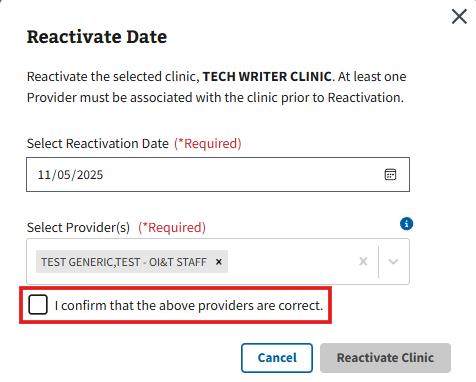 Reactivate Date
Reactivate the selected clinic, TECH WRITER CLINIC. At least one
Provider must be associated with the clinic prior to Reactivation.
Select Reactivation Date (*Required)
11/05/2025
Select Provider(s) (*Required)
TEST GENERIC,TEST - OI&T STAFF ×
I confirm that the above providers are correct.
Cancel Reactivate Clinic